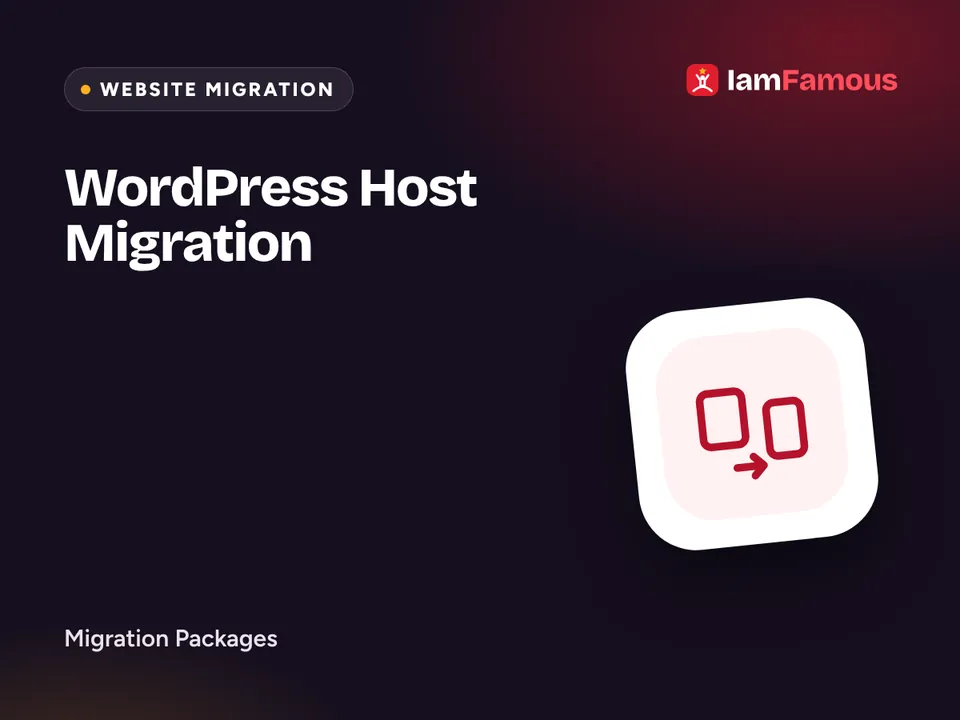 WEBSITE MIGRATION
IamFamous
WordPress Host
Migration
Migration Packages